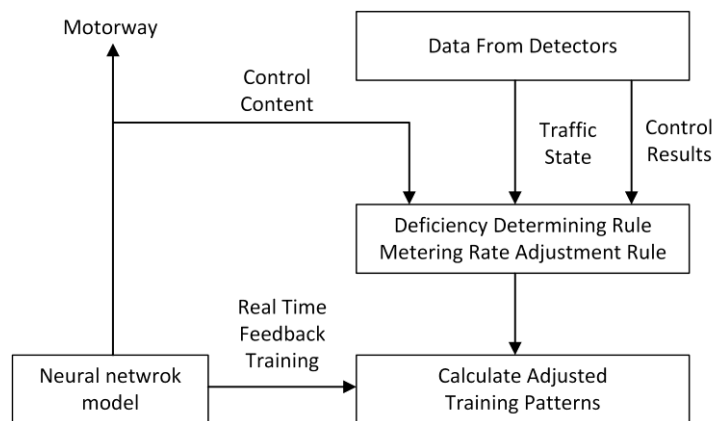 Motorway
Data From Detectors
Control
Content
Traffic
State
Control
Results
Deficiency Determining Rule
Metering Rate Adjustment Rule
Real Time
Feedback
Training
Neural netwrok
model
Calculate Adjusted
Training Patterns